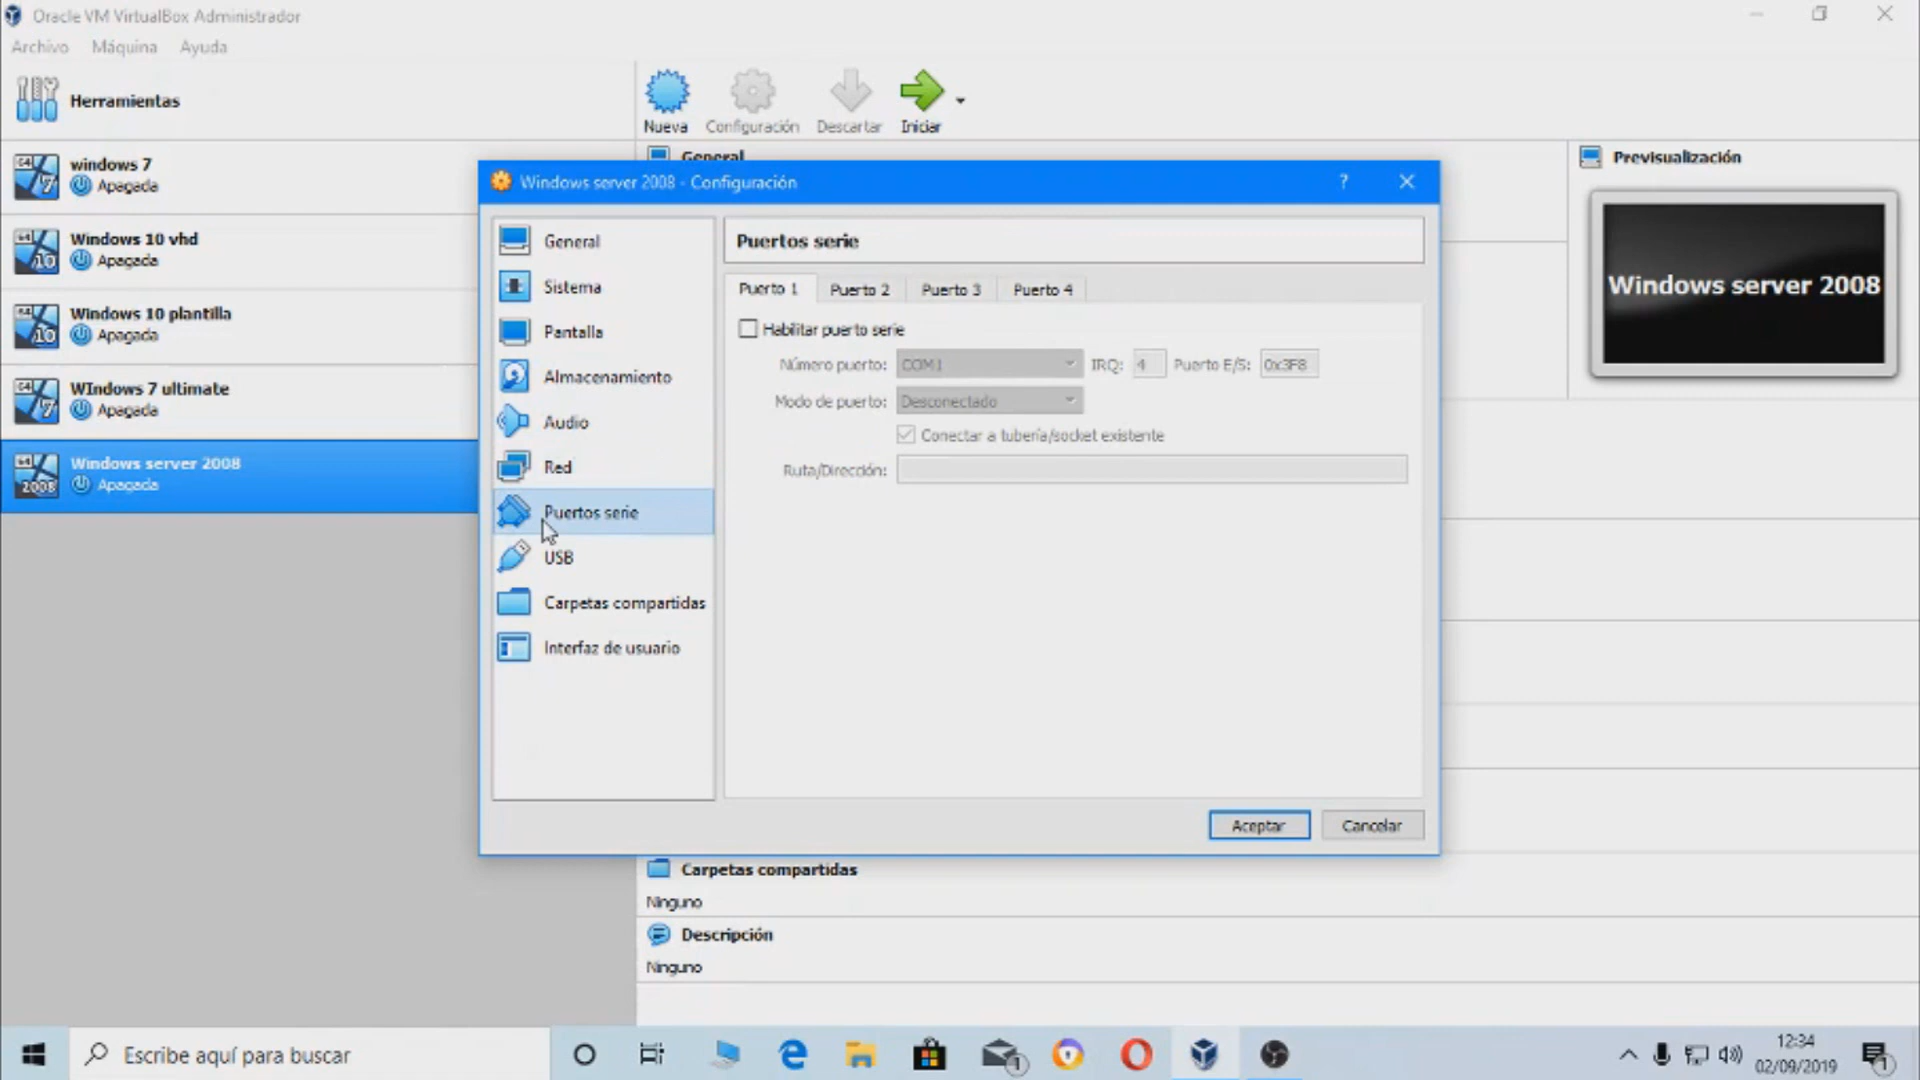 Oracle VM VirtualBox Administrador
Archivo Máquina Ayuda
Herramientas
Nueva Configuración Descartar Iniciar
windows 7
Apagada
Windows 10 vhd
Apagada
Windows 10 plantilla
Apagada
WIndows 7 ultimate
Apagada
Windows server 2008
Apagada
General
Previsualización
Windows server 2008
Windows server 2008 - Configuración
General
Sistema
Pantalla
Almacenamiento
Audio
Red
Puertos serie
USB
Carpetas compartidas
Interfaz de usuario
Puertos serie
Puerto 1 Puerto 2 Puerto 3 Puerto 4
Habilitar puerto serie
Número puerto: COM1 IRQ: 4 Puerto E/S: 0x3F8
Modo de puerto: Desconectado
Conectar a tubería/socket existente
Ruta/Dirección:
Aceptar Cancelar
Carpetas compartidas
Ninguno
Descripción
Ninguno
Escribe aquí para buscar
12:34
02/09/2019